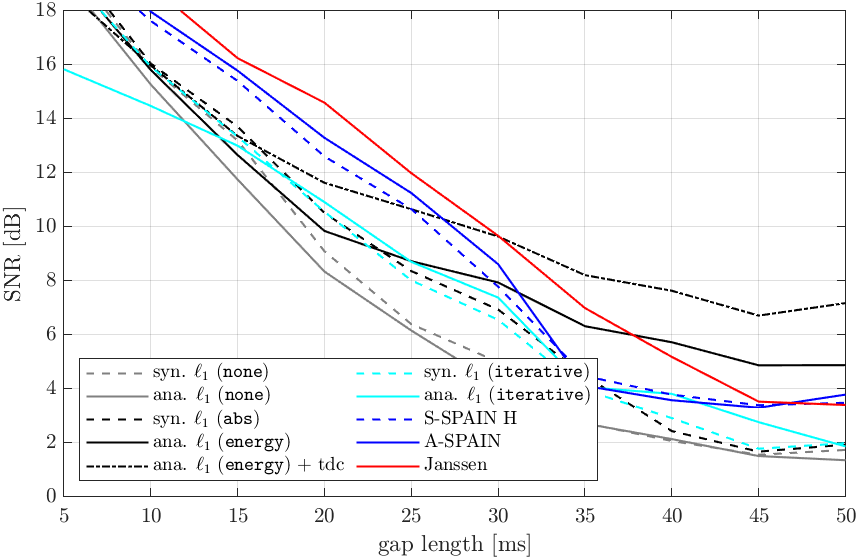 18
16
14
12
10
8
6
4
2
0
SNR [dB]
syn. ℓ₁ (none)
ana. ℓ₁ (none)
syn. ℓ₁ (abs)
ana. ℓ₁ (energy)
ana. ℓ₁ (energy) + tdc
syn. ℓ₁ (iterative)
ana. ℓ₁ (iterative)
S-SPAIN H
A-SPAIN
Janssen
5 10 15 20 25 30 35 40 45 50
gap length [ms]